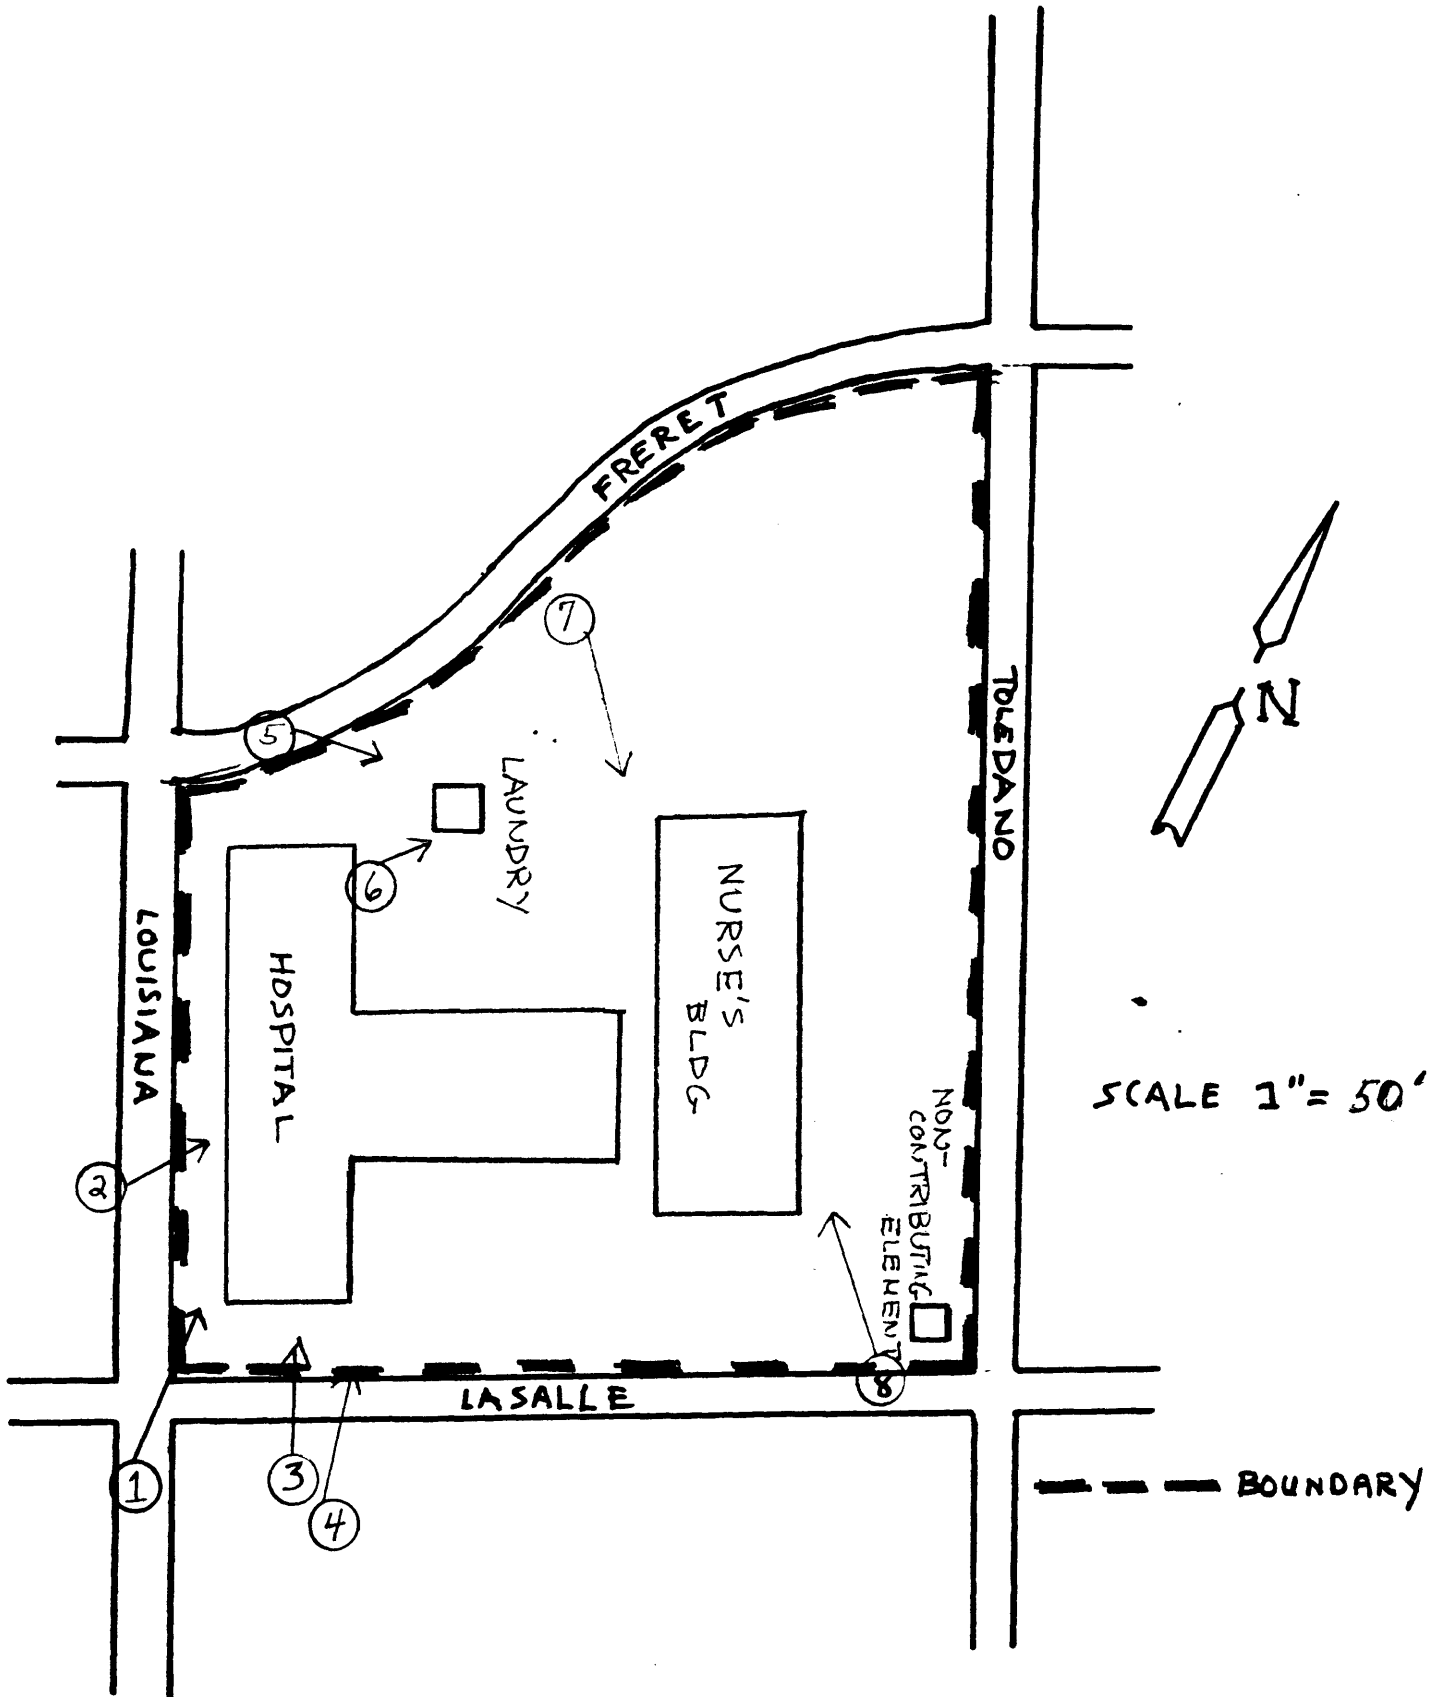 FRERET
7
TOLEDANO
N
5
LAUNDRY
6
NURSE'S
BLDG
LOUISIANA
HOSPITAL
SCALE 1" = 50'
NON-
CONTRIBUTING
ELEMENT
2
LASALLE
8
1
3
4
BOUNDARY